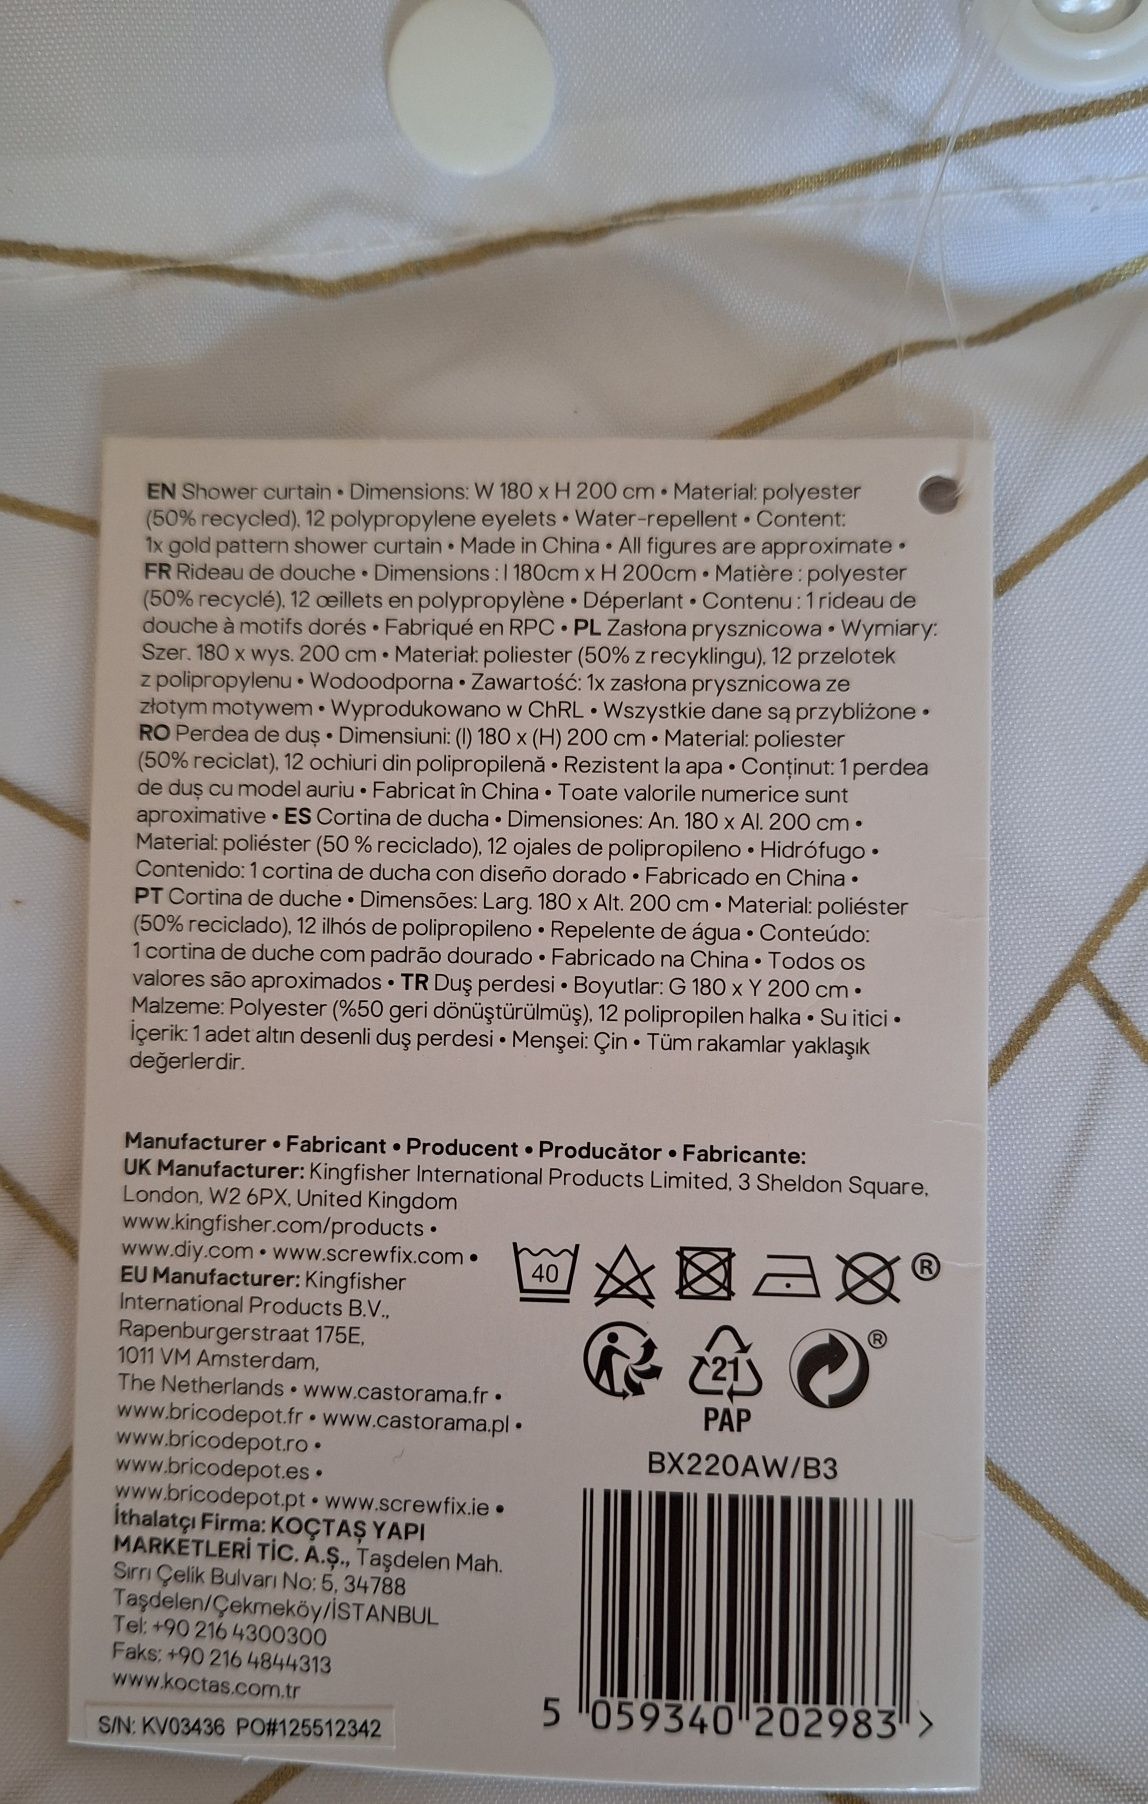 EN Shower curtain • Dimensions: W 180 x H 200 cm • Material: polyester
(50% recycled), 12 polypropylene eyelets • Water-repellent • Content:
1x gold pattern shower curtain • Made in China • All figures are approximate •
FR Rideau de douche • Dimensions : l 180cm x H 200cm • Matière : polyester
(50% recyclé), 12 œillets en polypropylène • Déperlant • Contenu : 1 rideau de
douche à motifs dorés • Fabriqué en RPC • PL Zasłona prysznicowa • Wymiary:
Szer. 180 x wys. 200 cm • Materiał: poliester (50% z recyklingu), 12 przelotek
z polipropylenu • Wodoodporna • Zawartość: 1x zasłona prysznicowa ze
złotym motywem • Wyprodukowano w ChRL • Wszystkie dane są przybliżone •
RO Perdea de duș • Dimensiuni: (l) 180 x (H) 200 cm • Material: poliester
(50% reciclat), 12 ochiuri din polipropilenă • Rezistent la apa • Conținut: 1 perdea
de duș cu model auriu • Fabricat în China • Toate valorile numerice sunt
aproximative • ES Cortina de ducha • Dimensiones: An. 180 x Al. 200 cm •
Material: poliéster (50 % reciclado), 12 ojales de polipropileno • Hidrófugo •
Contenido: 1 cortina de ducha con diseño dorado • Fabricado en China •
PT Cortina de duche • Dimensões: Larg. 180 x Alt. 200 cm • Material: poliéster
(50% reciclado), 12 ilhós de polipropileno • Repelente de água • Conteúdo:
1 cortina de duche com padrão dourado • Fabricado na China • Todos os
valores são aproximados • TR Duş perdesi • Boyutlar: G 180 x Y 200 cm •
Malzeme: Polyester (%50 geri dönüştürülmüş), 12 polipropilen halka • Su itici •
İçerik: 1 adet altın desenli duş perdesi • Menşei: Çin • Tüm rakamlar yaklaşık
değerlerdir.
Manufacturer • Fabricant • Producent • Producător • Fabricante:
UK Manufacturer: Kingfisher International Products Limited, 3 Sheldon Square,
London, W2 6PX, United Kingdom
www.kingfisher.com/products •
www.diy.com • www.screwfix.com •
EU Manufacturer: Kingfisher
International Products B.V.,
Rapenburgerstraat 175E,
1011 VM Amsterdam,
The Netherlands • www.castorama.fr •
www.bricodepot.fr • www.castorama.pl •
www.bricodepot.ro •
www.bricodepot.es •
www.bricodepot.pt • www.screwfix.ie •
İthalatçı Firma: KOÇTAŞ YAPI
MARKETLERİ TİC. A.Ş., Taşdelen Mah.
Sırrı Çelik Bulvarı No: 5, 34788
Taşdelen/Çekmeköy/İSTANBUL
Tel: +90 216 4300300
Faks: +90 216 4844313
www.koctas.com.tr
S/N: KV03436 PO#125512342
40
®
21
®
PAP
BX220AW/B3
5 059340 202983 >